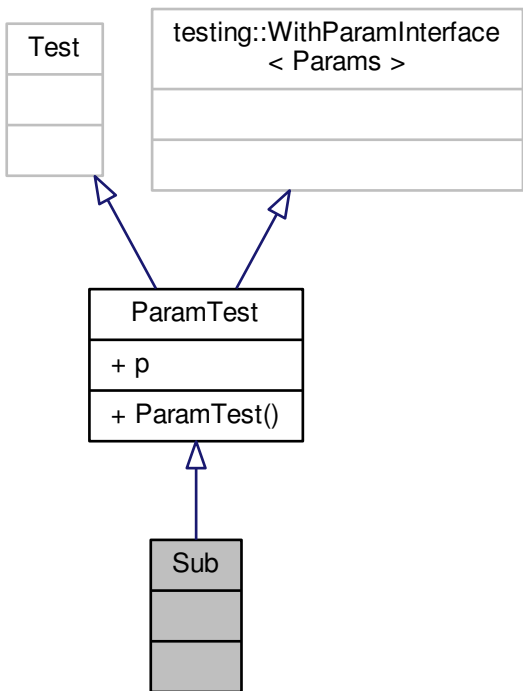 Test
testing::WithParamInterface
< Params >
ParamTest
+ p
+ ParamTest()
Sub